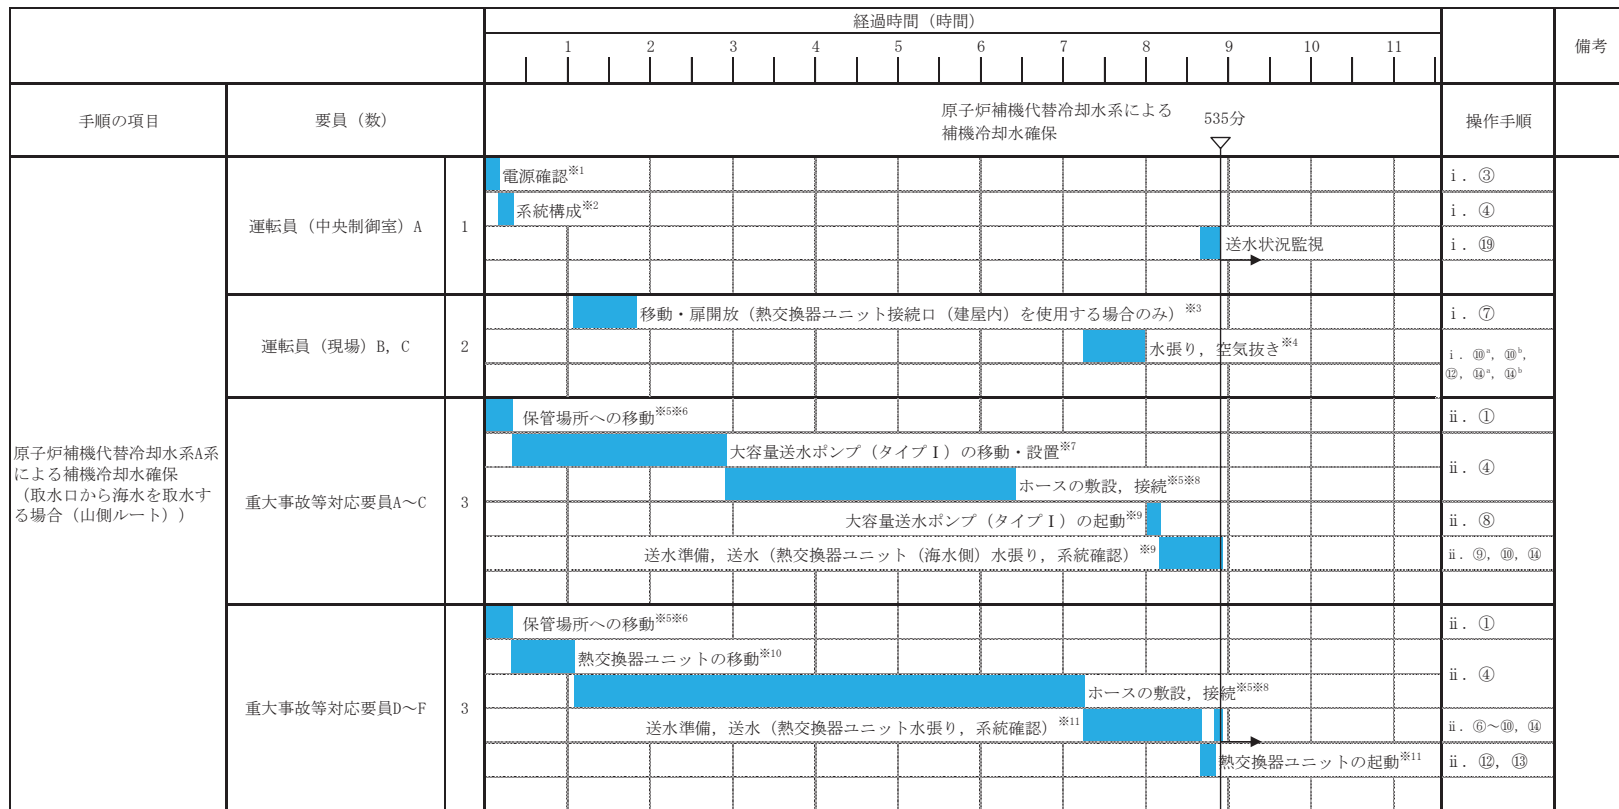 経過時間（時間）
備考
1 2 3 4 5 6 7 8 9 10 11
手順の項目
要員（数）
原子炉補機代替冷却水系による
補機冷却水確保
535分
操作手順
原子炉補機代替冷却水系A系
による補機冷却水確保
（取水口から海水を取水す
る場合（山側ルート））
運転員（中央制御室）A
1
電源確認※1
ⅰ．③
系統構成※2
ⅰ．④
送水状況監視
ⅰ．⑲
運転員（現場）B，C
2
移動・扉開放（熱交換器ユニット接続口（建屋内）を使用する場合のみ）※3
ⅰ．⑦
水張り，空気抜き※4
ⅰ．⑩a，⑩b，
⑫，⑭a，⑭b
重大事故等対応要員A～C
3
保管場所への移動※5※6
ⅱ．①
大容量送水ポンプ（タイプⅠ）の移動・設置※7
ⅱ．④
ホースの敷設，接続※5※8
大容量送水ポンプ（タイプⅠ）の起動※9
ⅱ．⑧
送水準備，送水（熱交換器ユニット（海水側）水張り，系統確認）※9
ⅱ．⑨，⑩，⑭
重大事故等対応要員D～F
3
保管場所への移動※5※6
ⅱ．①
熱交換器ユニットの移動※10
ⅱ．④
ホースの敷設，接続※5※8
送水準備，送水（熱交換器ユニット水張り，系統確認）※11
ⅱ．⑥～⑩，⑭
熱交換器ユニットの起動※11
ⅱ．⑫，⑬